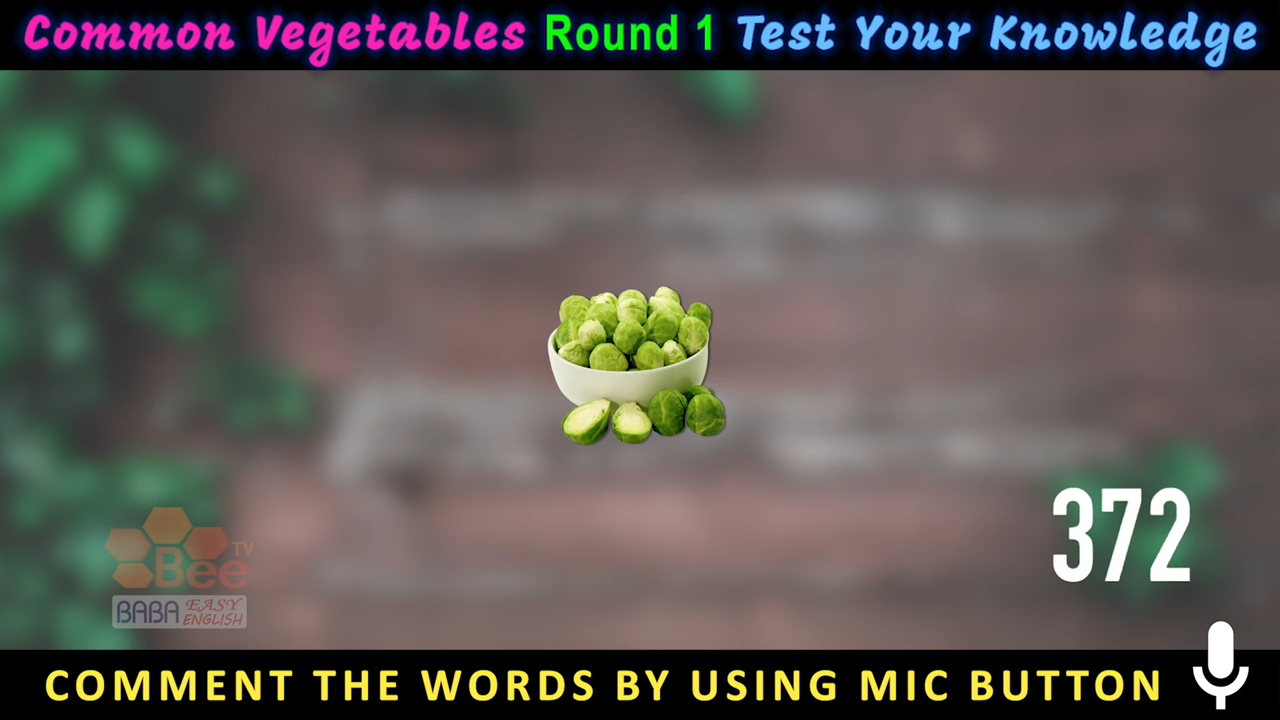 Common Vegetables Round 1 Test Your Knowledge
372
Bee TV
BABA EASY ENGLISH
COMMENT THE WORDS BY USING MIC BUTTON